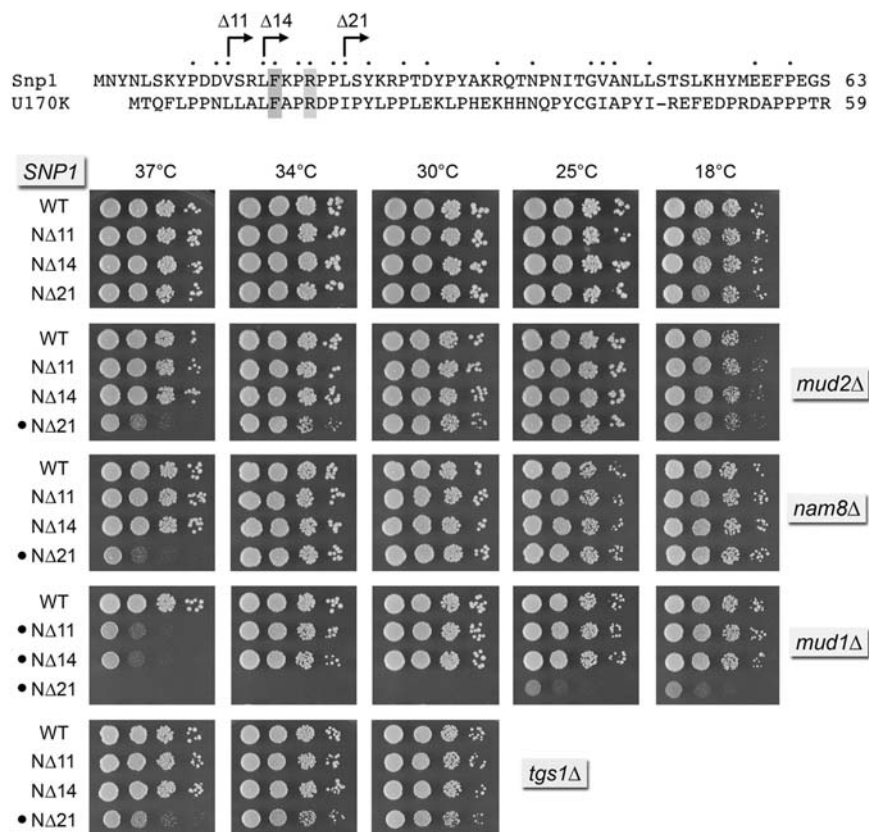 Δ11 Δ14 Δ21
Snp1 MNYNLSKYPDDVSRLFKPRPPLSYKRPTDYPYAKRQTNPNITGVANLLSTSLKHYMEEFPEGS 63
U170K MTQFLPPNLLALFAPRDPIPYLPPLEKLPHEKHHNQPYCGIAPYI-REFEDPRDAPPPTR 59
SNP1 37°C 34°C 30°C 25°C 18°C
WT
NΔ11
NΔ14
NΔ21
WT
NΔ11
NΔ14
• NΔ21
mud2Δ
WT
NΔ11
NΔ14
• NΔ21
nam8Δ
WT
• NΔ11
• NΔ14
• NΔ21
mud1Δ
WT
NΔ11
NΔ14
• NΔ21
tgs1Δ